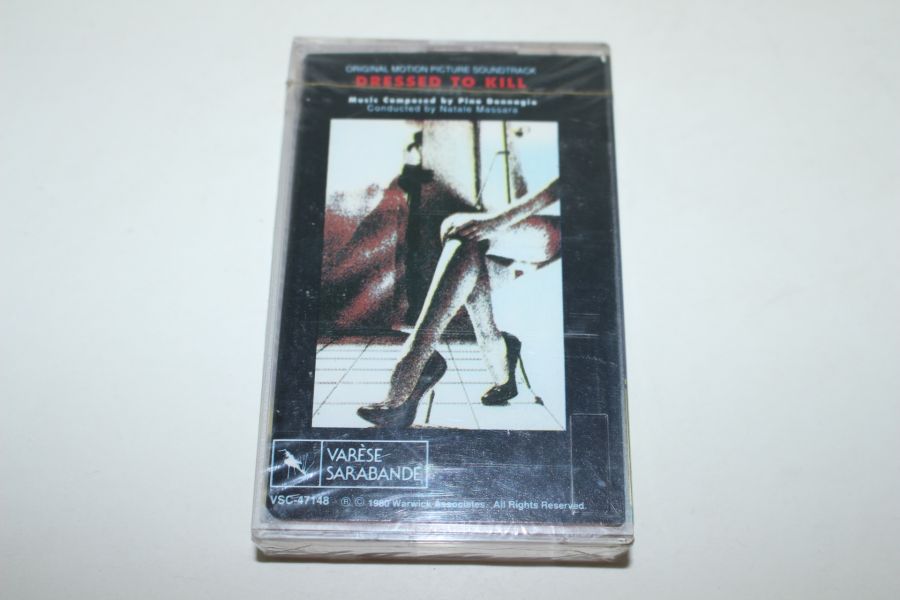 ORIGINAL MOTION PICTURE SOUNDTRACK
DRESSED TO KILL
Music Composed by Pino Donnagio
Conducted by Natale Massara
VARÈSE
SARABANDE
VSC-47148 ℗ © 1980 Warwick Associates. All Rights Reserved.